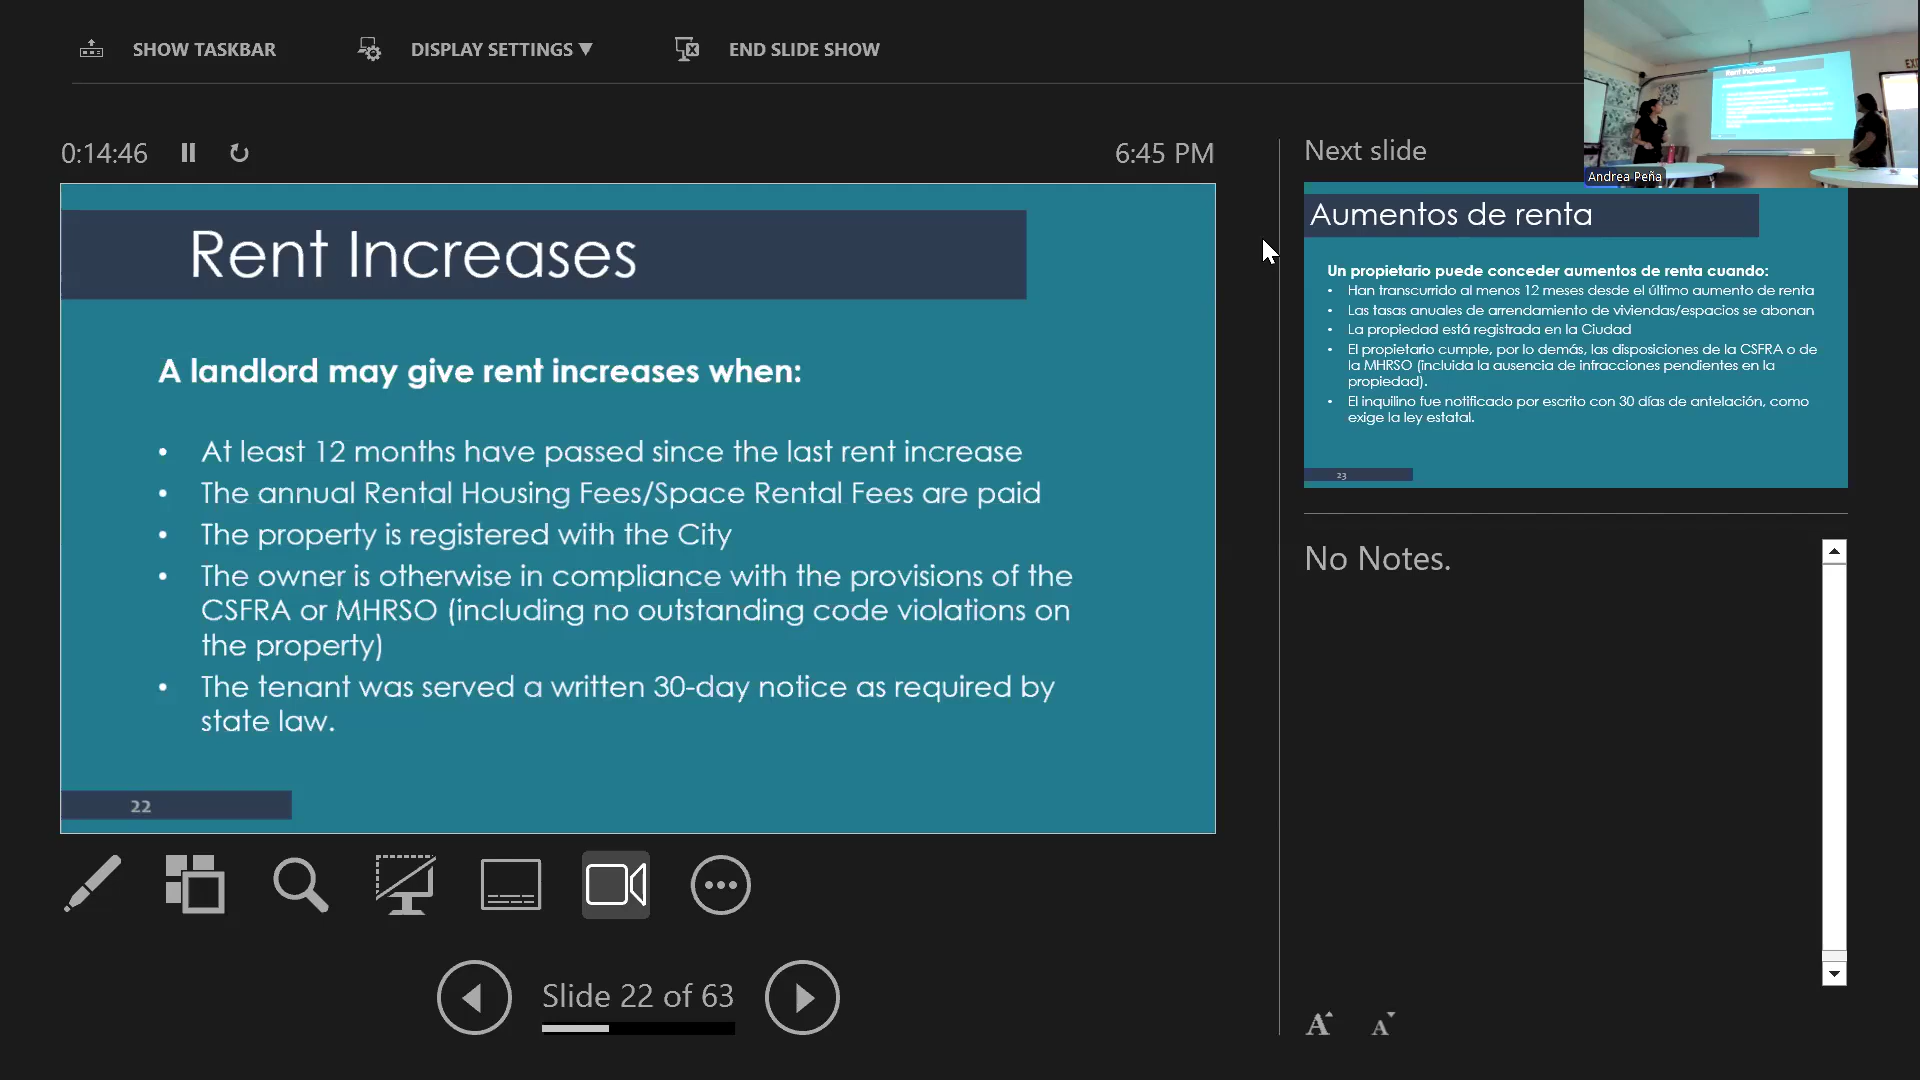 SHOW TASKBAR
DISPLAY SETTINGS ▼
END SLIDE SHOW
0:14:46
6:45 PM
Rent Increases
A landlord may give rent increases when:
• At least 12 months have passed since the last rent increase
• The annual Rental Housing Fees/Space Rental Fees are paid
• The property is registered with the City
• The owner is otherwise in compliance with the provisions of the
CSFRA or MHRSO (including no outstanding code violations on
the property)
• The tenant was served a written 30-day notice as required by
state law.
22
Slide 22 of 63
Next slide
Rent Increases
Andrea Peña
Aumentos de renta
Un propietario puede conceder aumentos de renta cuando:
• Han transcurrido al menos 12 meses desde el último aumento de renta
• Las tasas anuales de arrendamiento de viviendas/espacios se abonan
• La propiedad está registrada en la Ciudad
• El propietario cumple, por lo demás, las disposiciones de la CSFRA o de
la MHRSO (incluida la ausencia de infracciones pendientes en la
propiedad).
• El inquilino fue notificado por escrito con 30 días de antelación, como
exige la ley estatal.
23
No Notes.
A A